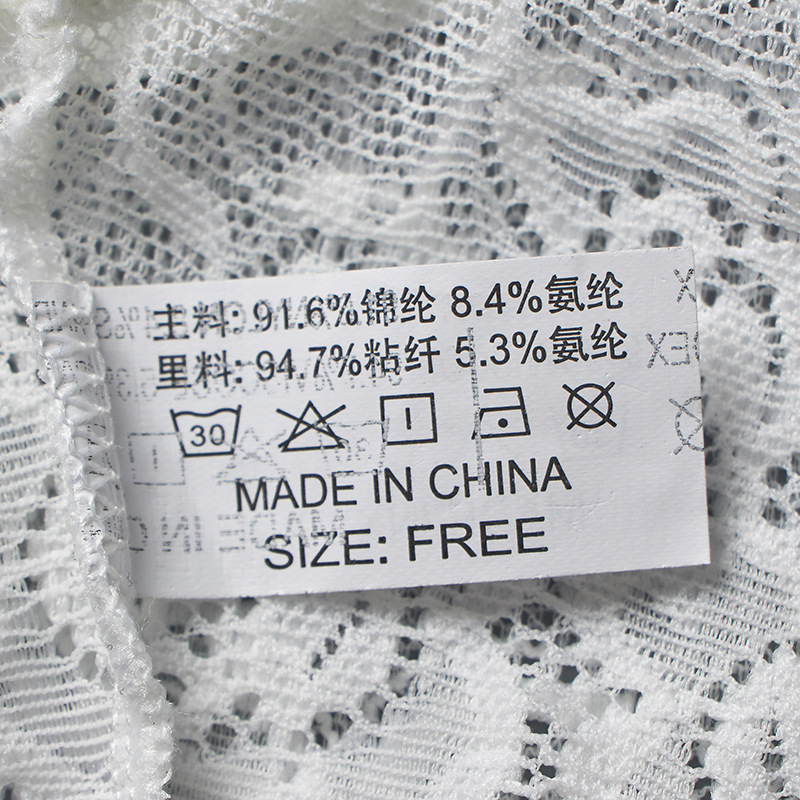 主料: 91.6%锦纶 8.4%氨纶
里料: 94.7%粘纤 5.3%氨纶
30
MADE IN CHINA
SIZE: FREE